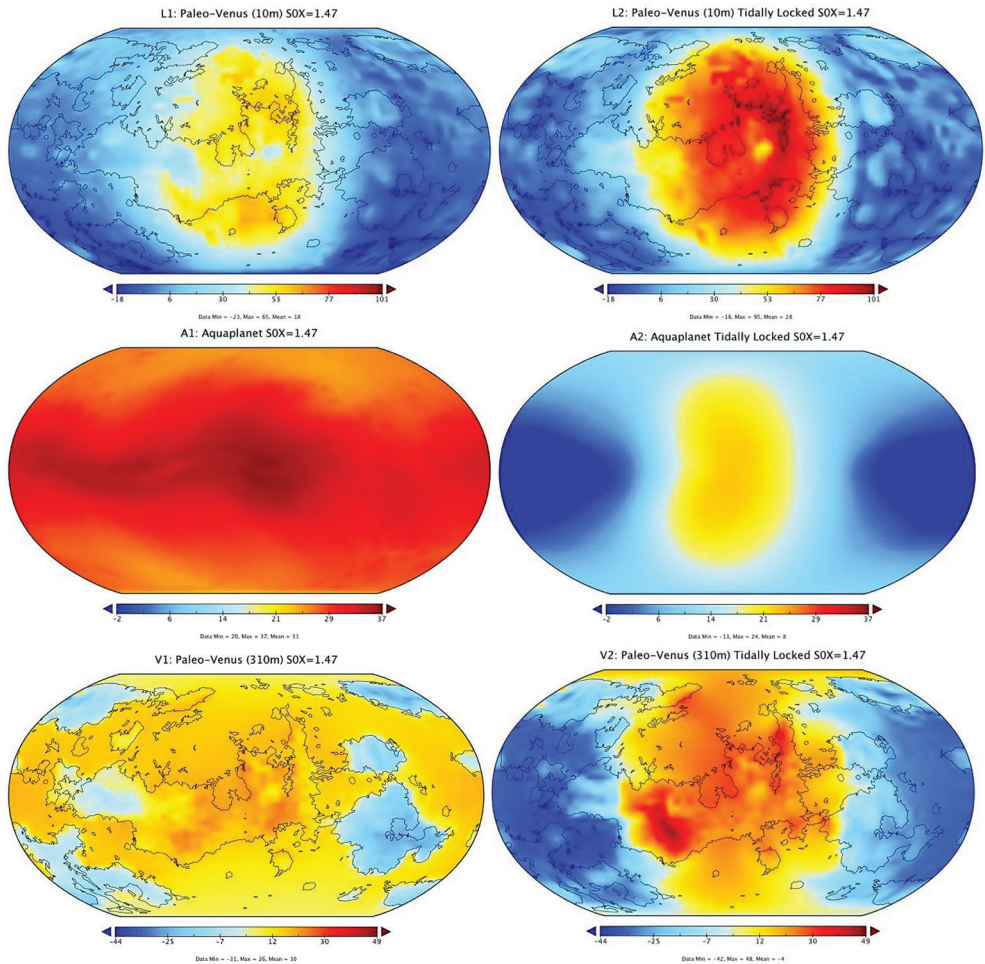 L1: Paleo-Venus (10m) S0X=1.47
L2: Paleo-Venus (10m) Tidally Locked S0X=1.47
-18 6 30 53 77 101
Data Min = -23, Max = 65, Mean = 18
-18 6 30 53 77 101
Data Min = -18, Max = 95, Mean = 28
A1: Aquaplanet S0X=1.47
A2: Aquaplanet Tidally Locked S0X=1.47
-2 6 14 21 29 37
Data Min = 20, Max = 37, Mean = 31
-2 6 14 21 29 37
Data Min = -13, Max = 24, Mean = 8
V1: Paleo-Venus (310m) S0X=1.47
V2: Paleo-Venus (310m) Tidally Locked S0X=1.47
-44 -25 -7 12 30 49
Data Min = -31, Max = 26, Mean = 10
-44 -25 -7 12 30 49
Data Min = -42, Max = 48, Mean = -4